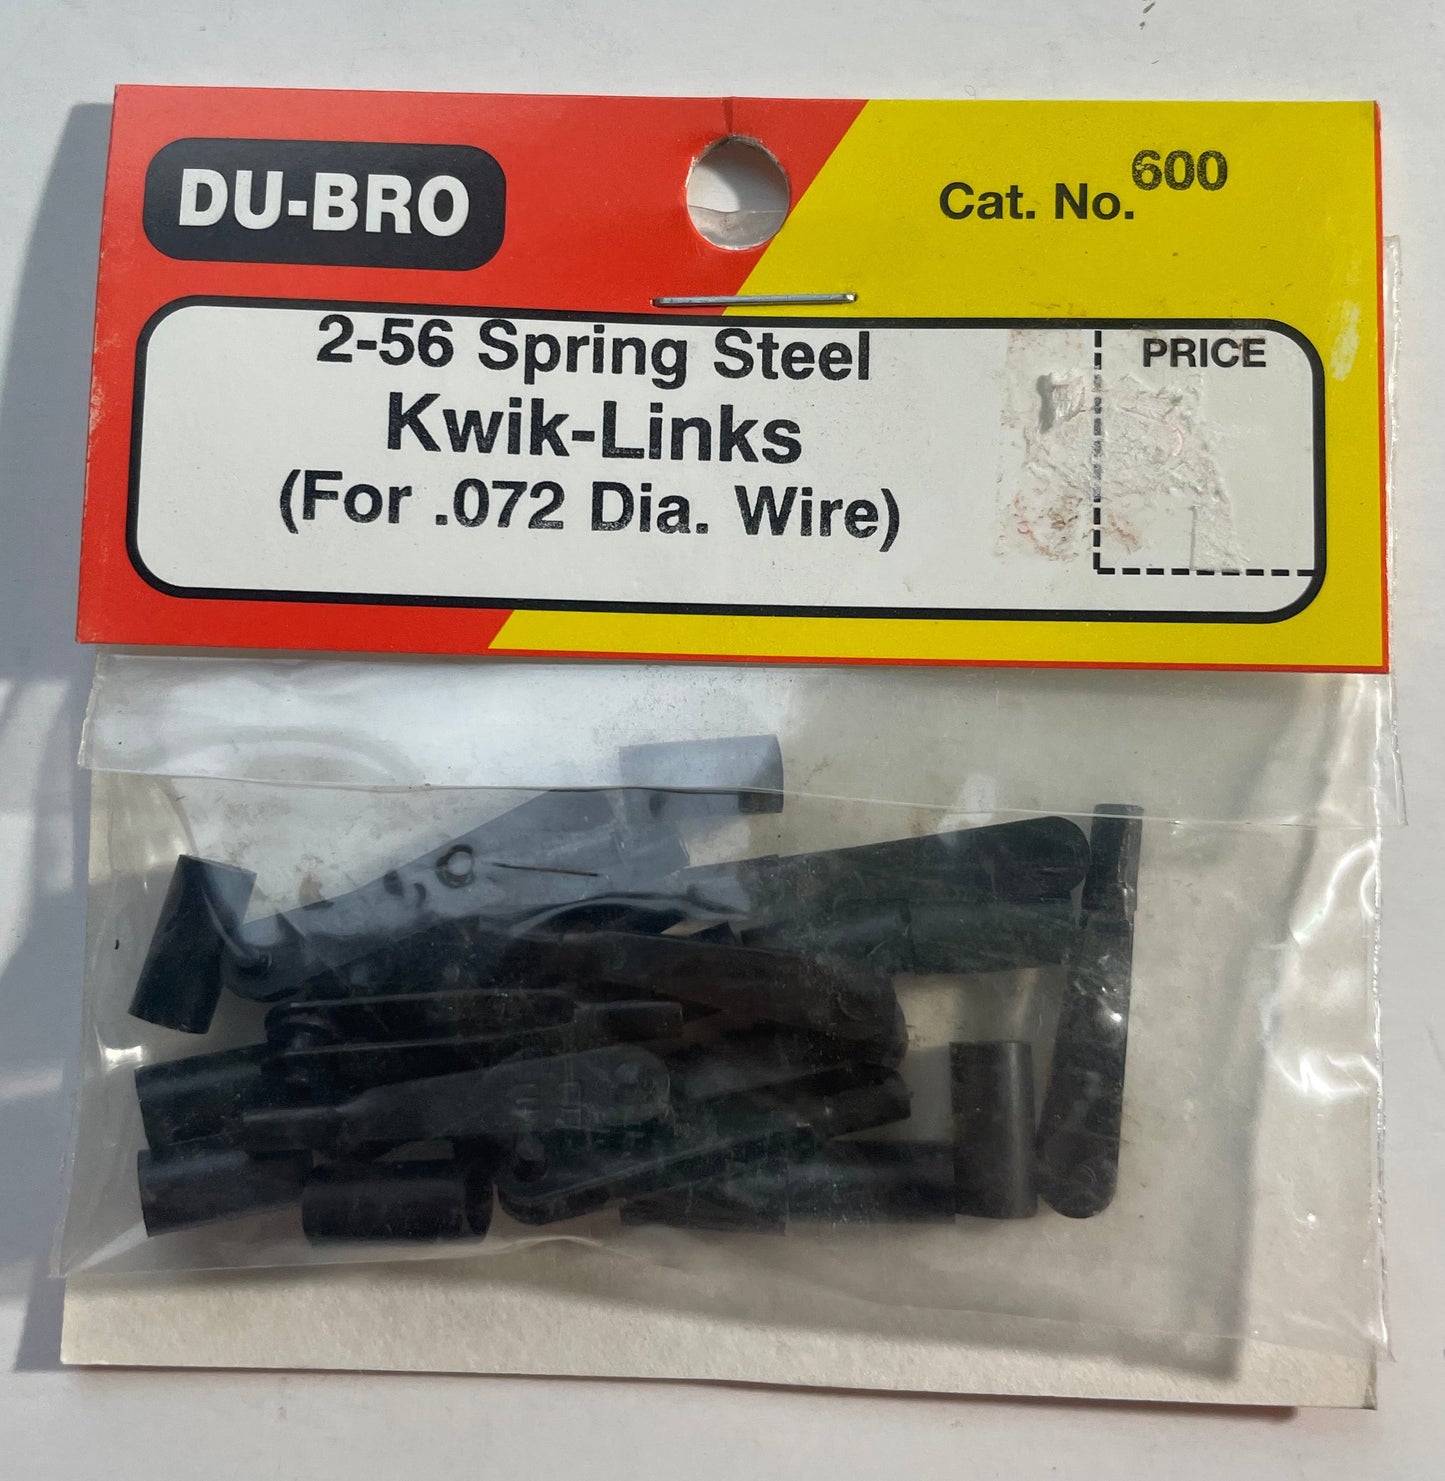 DU-BRO
Cat. No. 600
2-56 Spring Steel
Kwik-Links
(For .072 Dia. Wire)
PRICE